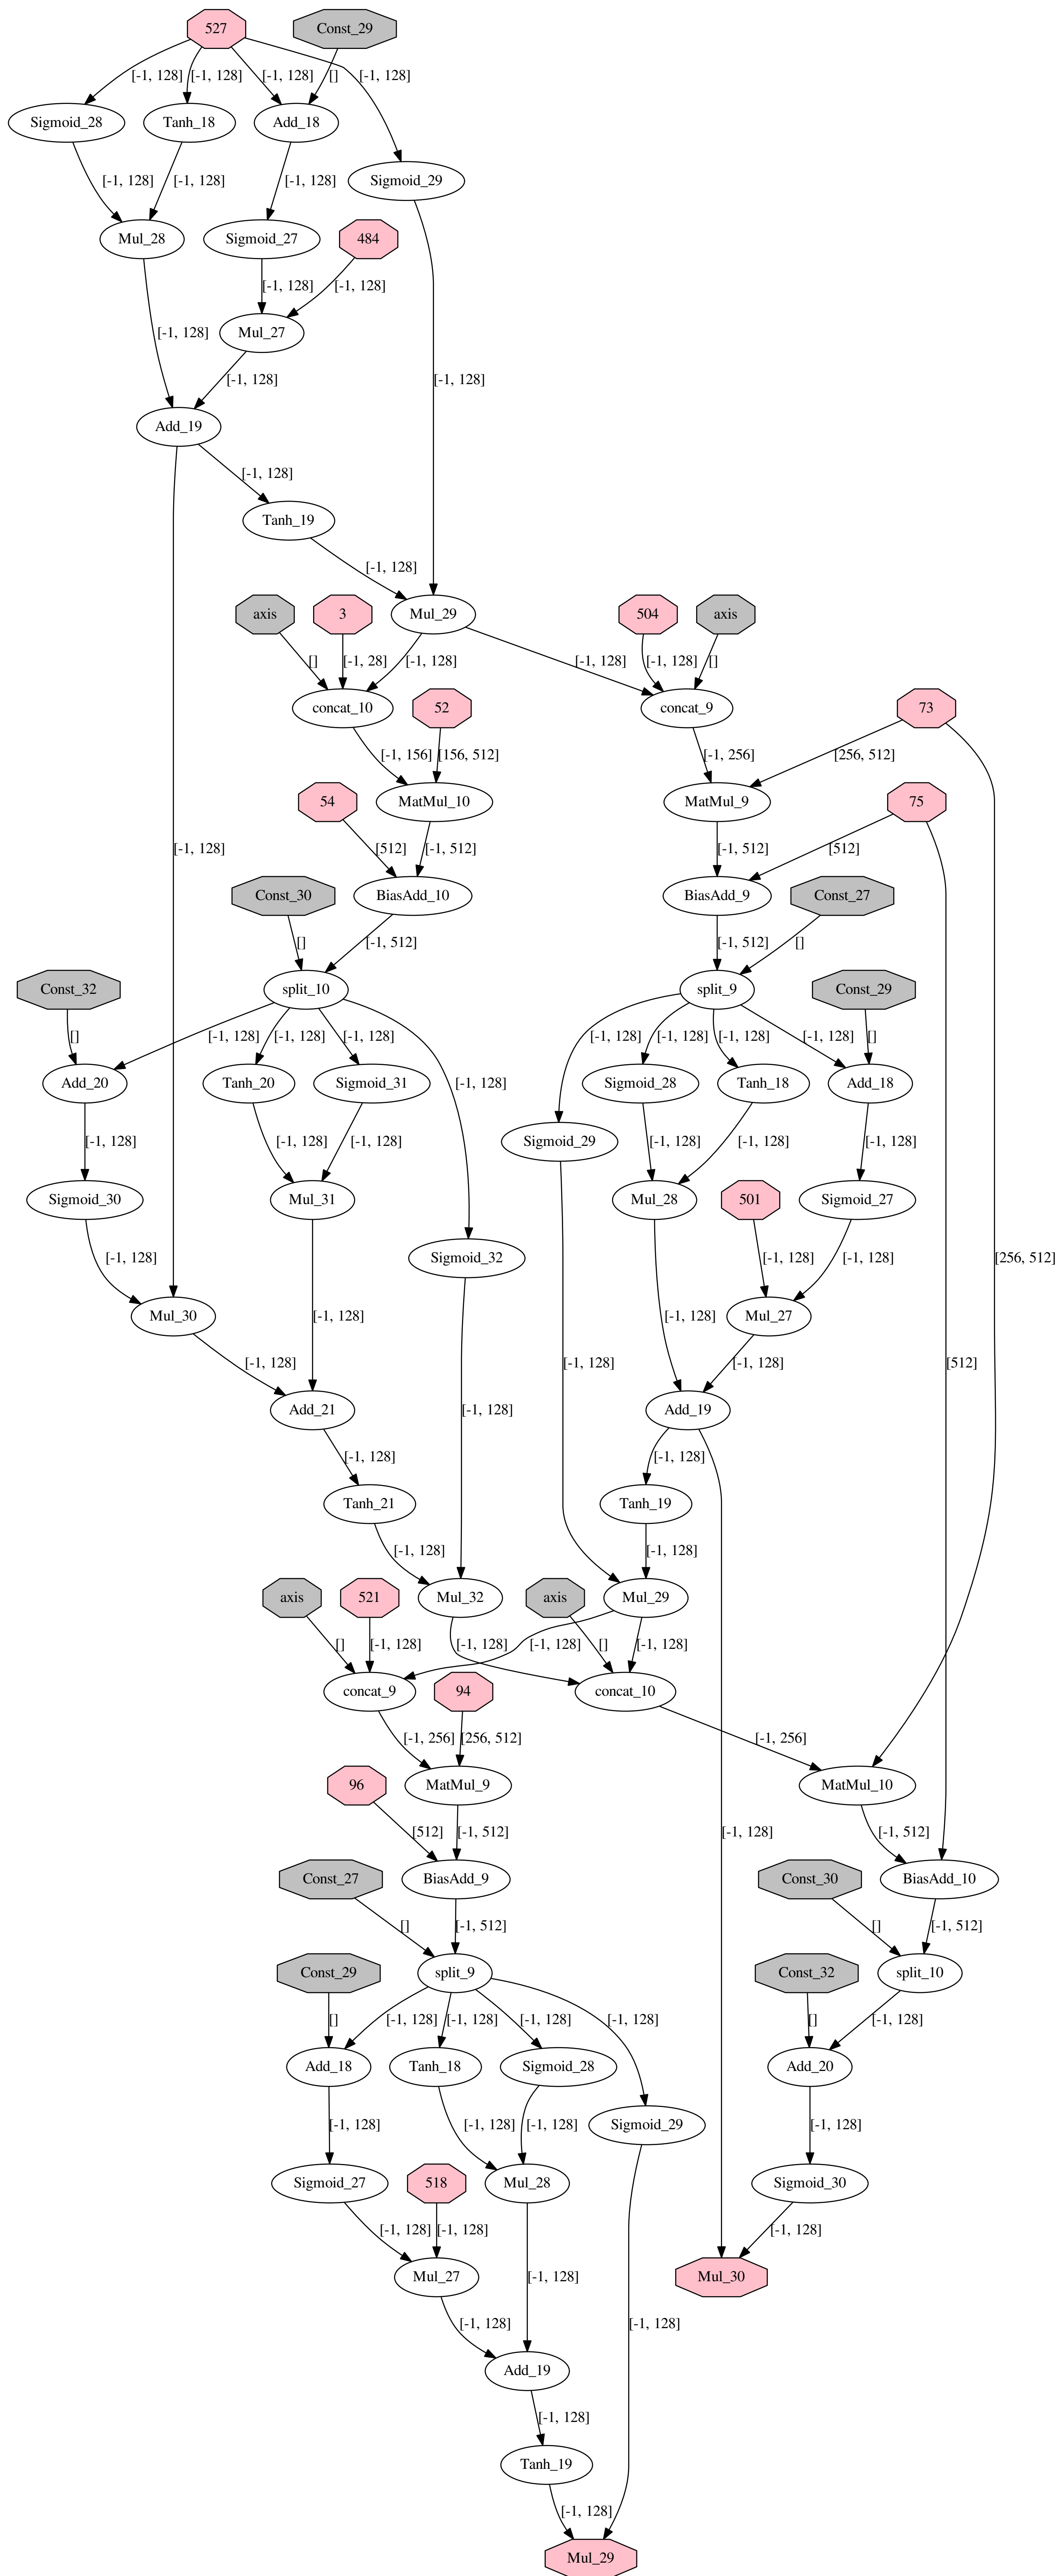 527 Const_29
[-1, 128] [-1, 128] [-1, 128] [] [-1, 128]
Sigmoid_28 Tanh_18 Add_18
[-1, 128] [-1, 128] [-1, 128] Sigmoid_29
Mul_28 Sigmoid_27 484
[-1, 128] [-1, 128]
[-1, 128] Mul_27
[-1, 128] [-1, 128]
Add_19
[-1, 128]
Tanh_19
[-1, 128]
axis 3 Mul_29 504 axis
[] [-1, 28] [-1, 128] [-1, 128] [-1, 128] []
concat_10 52 concat_9 73
[-1, 156] [156, 512] [-1, 256] [256, 512]
54 MatMul_10 MatMul_9 75
[-1, 128] [512] [-1, 512] [-1, 512] [512]
Const_30 BiasAdd_10 BiasAdd_9 Const_27
[] [-1, 512] [-1, 512] []
Const_32 split_10 split_9 Const_29
[] [-1, 128] [-1, 128] [-1, 128] [-1, 128] [-1, 128] [-1, 128] [-1, 128] []
Add_20 Tanh_20 Sigmoid_31 [-1, 128] Sigmoid_28 Tanh_18 Add_18
[-1, 128] [-1, 128] [-1, 128] Sigmoid_29 [-1, 128] [-1, 128] [-1, 128]
Sigmoid_30 Mul_31 Mul_28 501 Sigmoid_27
[-1, 128] Sigmoid_32 [-1, 128] [-1, 128] [256, 512]
Mul_30 [-1, 128] [-1, 128] Mul_27
[-1, 128] [-1, 128] [-1, 128] [512]
Add_21 [-1, 128] Add_19
[-1, 128] [-1, 128]
Tanh_21 Tanh_19
[-1, 128] [-1, 128]
axis 521 Mul_32 axis Mul_29
[] [-1, 128] [-1, 128] [-1, 128] [] [-1, 128]
concat_9 94 concat_10
[-1, 256] [256, 512] [-1, 256]
96 MatMul_9 MatMul_10
[512] [-1, 512] [-1, 128] [-1, 512]
Const_27 BiasAdd_9 Const_30 BiasAdd_10
[] [-1, 512] [] [-1, 512]
Const_29 split_9 Const_32 split_10
[] [-1, 128] [-1, 128] [-1, 128] [-1, 128] [] [-1, 128]
Add_18 Tanh_18 Sigmoid_28 Add_20
[-1, 128] [-1, 128] [-1, 128] Sigmoid_29 [-1, 128]
Sigmoid_27 518 Mul_28 Sigmoid_30
[-1, 128] [-1, 128] [-1, 128]
Mul_27 [-1, 128] Mul_30
[-1, 128] [-1, 128]
Add_19
[-1, 128]
Tanh_19
[-1, 128]
Mul_29